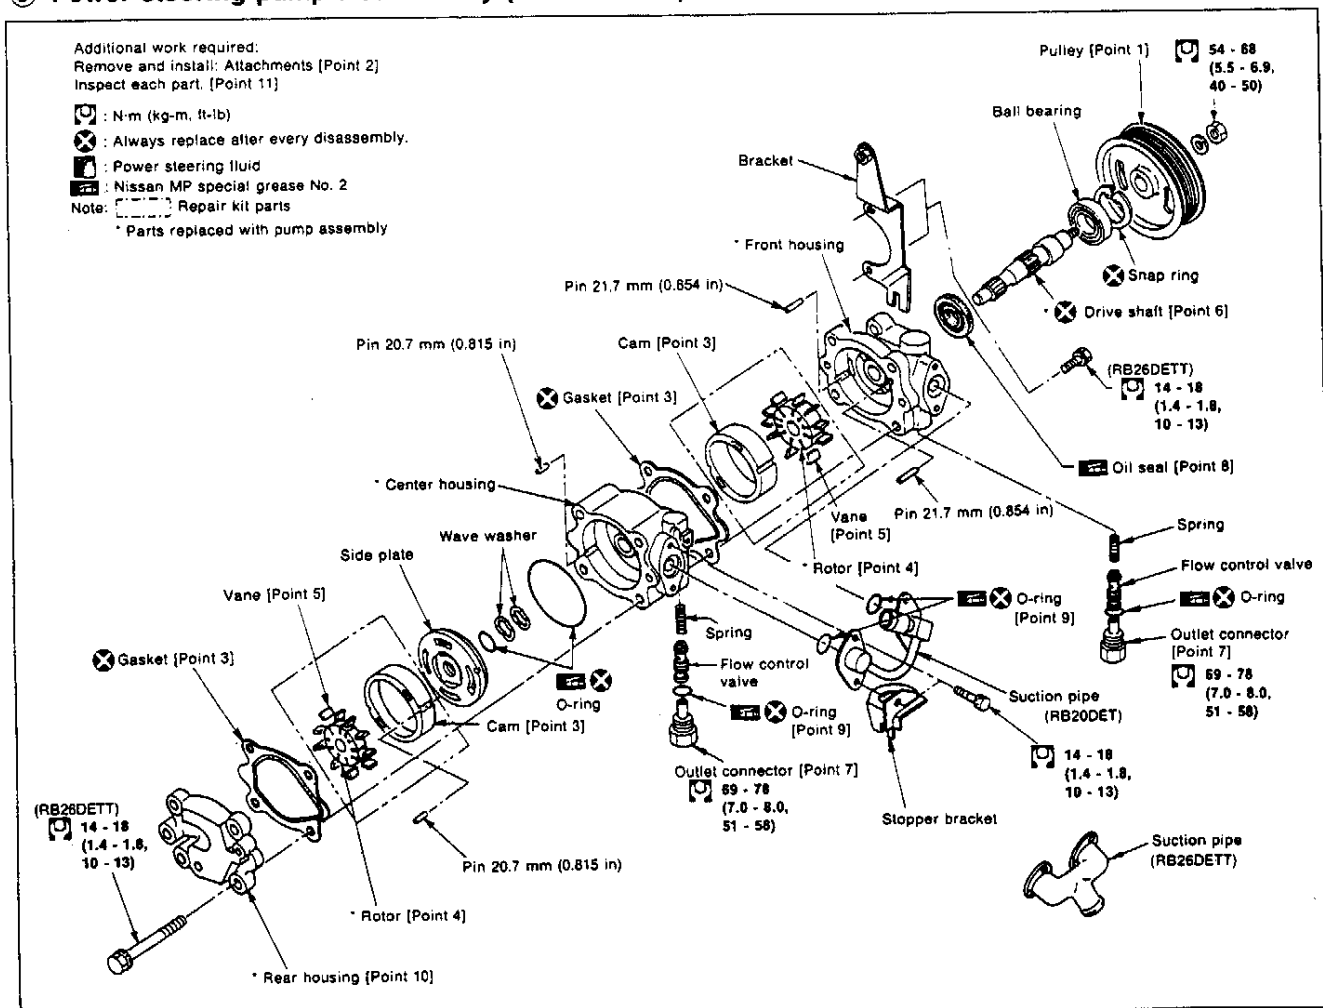 Power steering pump
Additional work required:
Remove and install: Attachments [Point 2]
Inspect each part. [Point 11]
: N·m (kg-m, ft-lb)
: Always replace after every disassembly.
: Power steering fluid
: Nissan MP special grease No. 2
Note: Repair kit parts
* Parts replaced with pump assembly
Pulley [Point 1]
54 - 68
(5.5 - 6.9,
40 - 50)
Ball bearing
Bracket
* Front housing
Snap ring
Pin 21.7 mm (0.854 in)
* Drive shaft [Point 6]
Pin 20.7 mm (0.815 in)
Cam [Point 3]
(RB26DETT)
14 - 18
(1.4 - 1.8,
10 - 13)
Gasket [Point 3]
Oil seal [Point 8]
* Center housing
Vane
[Point 5]
Pin 21.7 mm (0.854 in)
Spring
Wave washer
Side plate
* Rotor [Point 4]
Flow control valve
Vane [Point 5]
O-ring
[Point 9]
O-ring
Spring
Outlet connector
[Point 7]
69 - 78
(7.0 - 8.0,
51 - 58)
Gasket [Point 3]
Flow control
valve
O-ring
Suction pipe
(RB20DET)
Cam [Point 3]
O-ring
[Point 9]
Outlet connector [Point 7]
69 - 78
(7.0 - 8.0,
51 - 58)
14 - 18
(1.4 - 1.8,
10 - 13)
Stopper bracket
(RB26DETT)
14 - 18
(1.4 - 1.8,
10 - 13)
Suction pipe
(RB26DETT)
Pin 20.7 mm (0.815 in)
* Rotor [Point 4]
* Rear housing [Point 10]